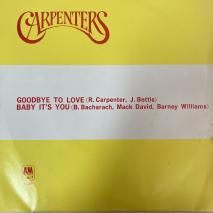 CARPENTERS
GOODBYE TO LOVE (R. Carpenter, J. Bettis)
BABY IT'S YOU (B. Bacharach, Mack David, Barney Williams)
A&M